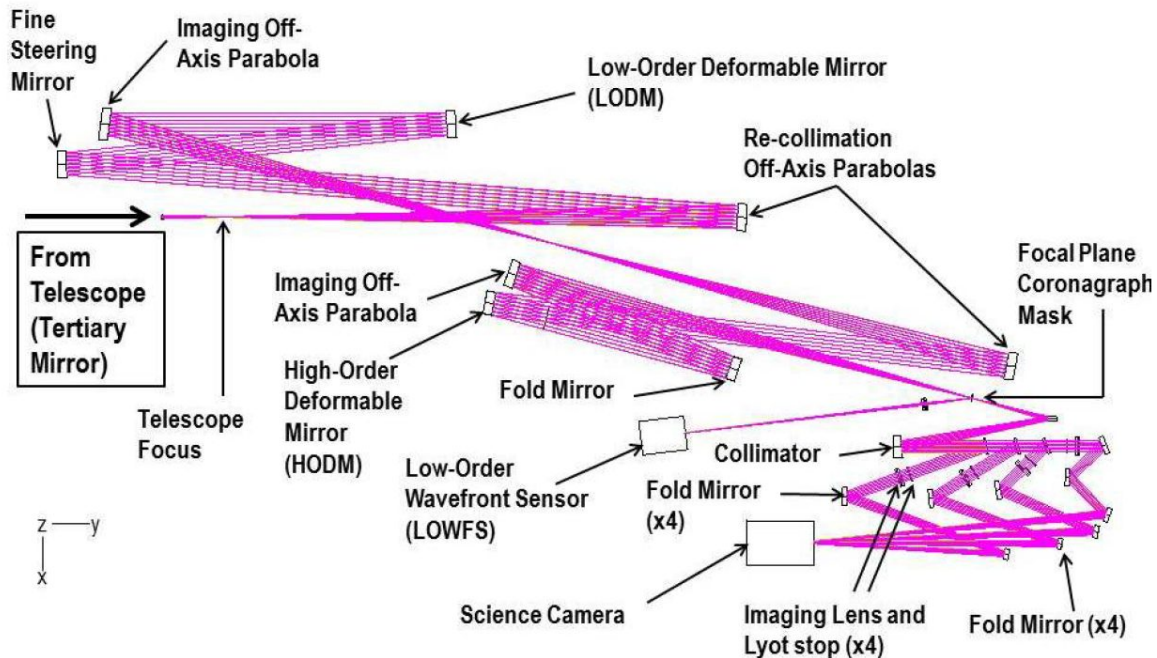 Fine
Steering
Mirror
Imaging Off-
Axis Parabola
Low-Order Deformable Mirror
(LODM)
Re-collimation
Off-Axis Parabolas
From
Telescope
(Tertiary
Mirror)
Telescope
Focus
Imaging Off-
Axis Parabola
High-Order
Deformable
Mirror
(HODM)
Fold Mirror
Focal Plane
Coronagraph
Mask
Low-Order
Wavefront Sensor
(LOWFS)
Collimator
Fold Mirror
(x4)
z
y
x
Science Camera
Imaging Lens and
Lyot stop (x4)
Fold Mirror (x4)